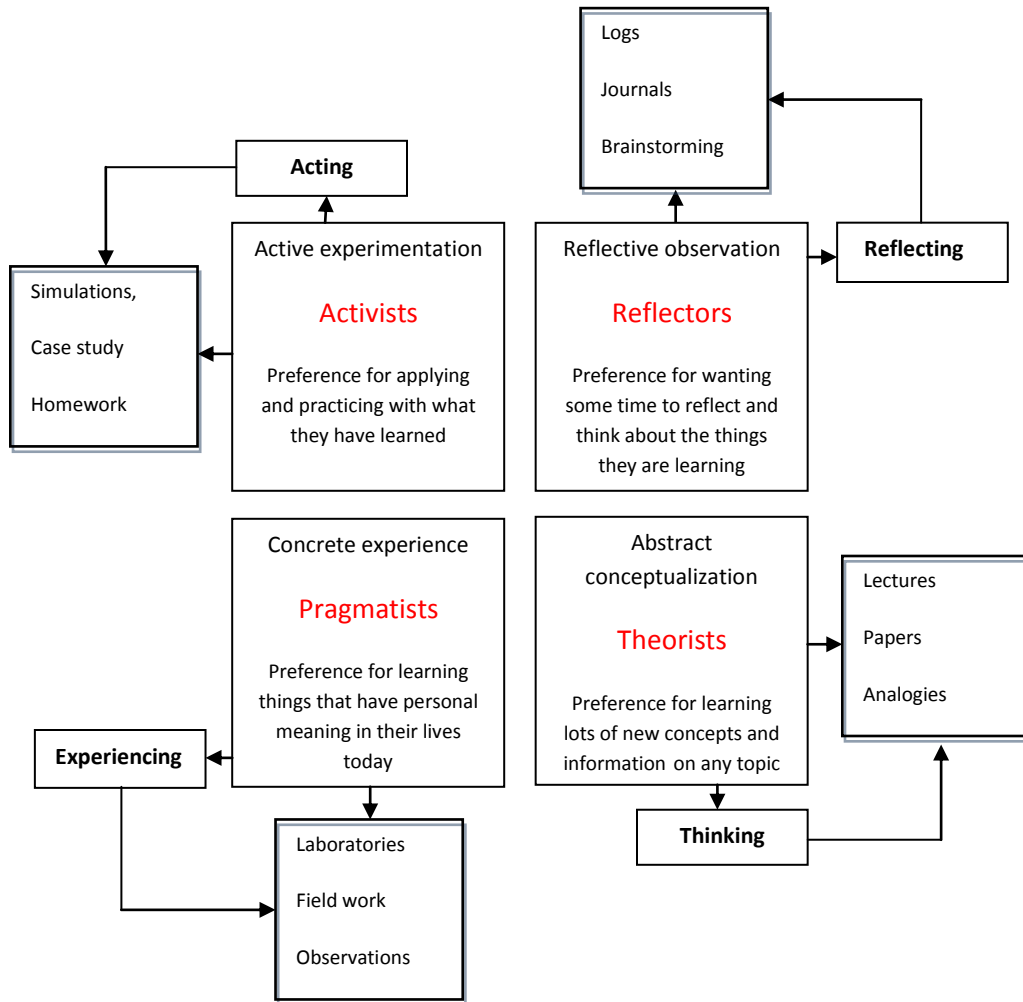 Logs
Journals
Brainstorming
Acting
Active experimentation
Activists
Preference for applying
and practicing with what
they have learned
Reflective observation
Reflectors
Preference for wanting
some time to reflect and
think about the things
they are learning
Reflecting
Simulations,
Case study
Homework
Concrete experience
Pragmatists
Preference for learning
things that have personal
meaning in their lives
today
Abstract
conceptualization
Theorists
Preference for learning
lots of new concepts and
information on any topic
Lectures
Papers
Analogies
Experiencing
Thinking
Laboratories
Field work
Observations